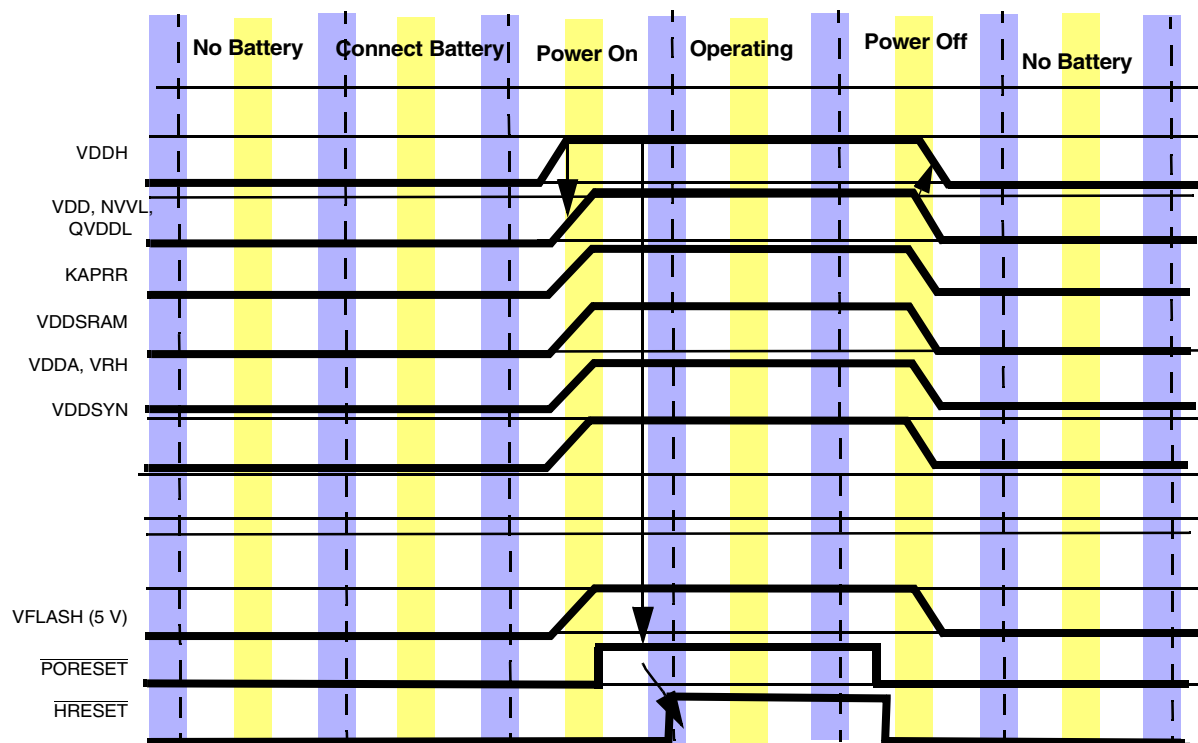 No Battery
Connect Battery
Power On
Operating
Power Off
No Battery
VDDH
VDD, NVVL,
QVDDL
KAPRR
VDDSRAM
VDDA, VRH
VDDSYN
VFLASH (5 V)
PORESET
HRESET